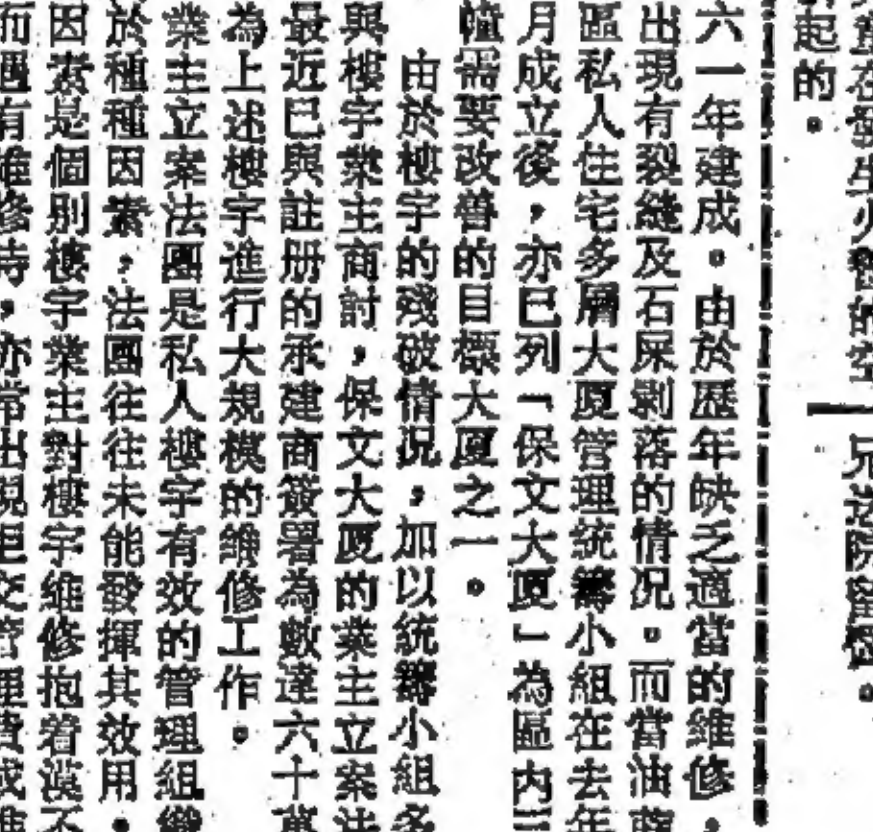 起的。
六一年建成。由於歷年缺乏適當的維修，
出現有裂縫及石屎剝落的情況。而當油蔴
區私人住宅多層大廈管理統籌小組在去年
月成立後，亦已列「保文大廈」為區內三
幢需要改善的目標大廈之一。
由於樓宇的殘破情況，加以統籌小組多
與樓宇業主商討，保文大廈的業主立案法
最近已與註册的承建商簽署為數達六十萬
為上述樓宇進行大規模的維修工作。
業主立案法團是私人樓宇有效的管理組織
於種種因素，法團往往未能發揮其效用。
因素是個別樓宇業主對樓宇維修抱着漠不
而遇有維修時，亦常出現拒交管理費或維